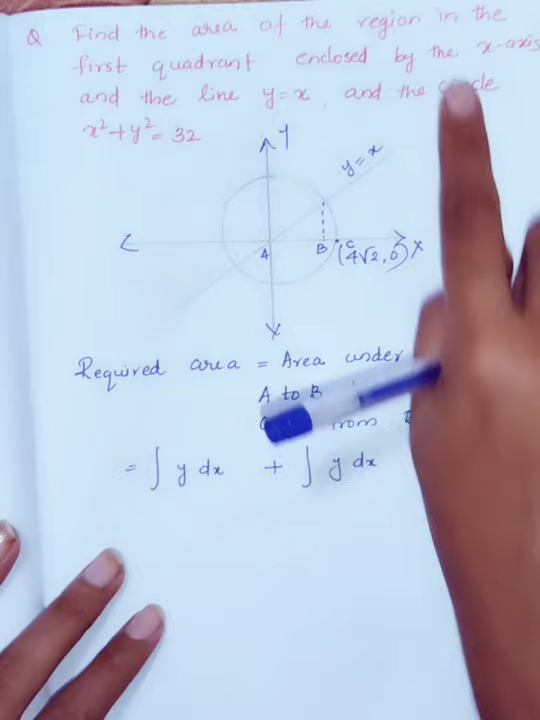 Q Find the area of the region in the
first quadrant enclosed by the x-axis
and the line y=x, and the circle
x²+y²= 32
Y
y=x
A B C (4√2, 0) X
Required area = Area under
A to B
from
= ∫ y dx + ∫ y dx